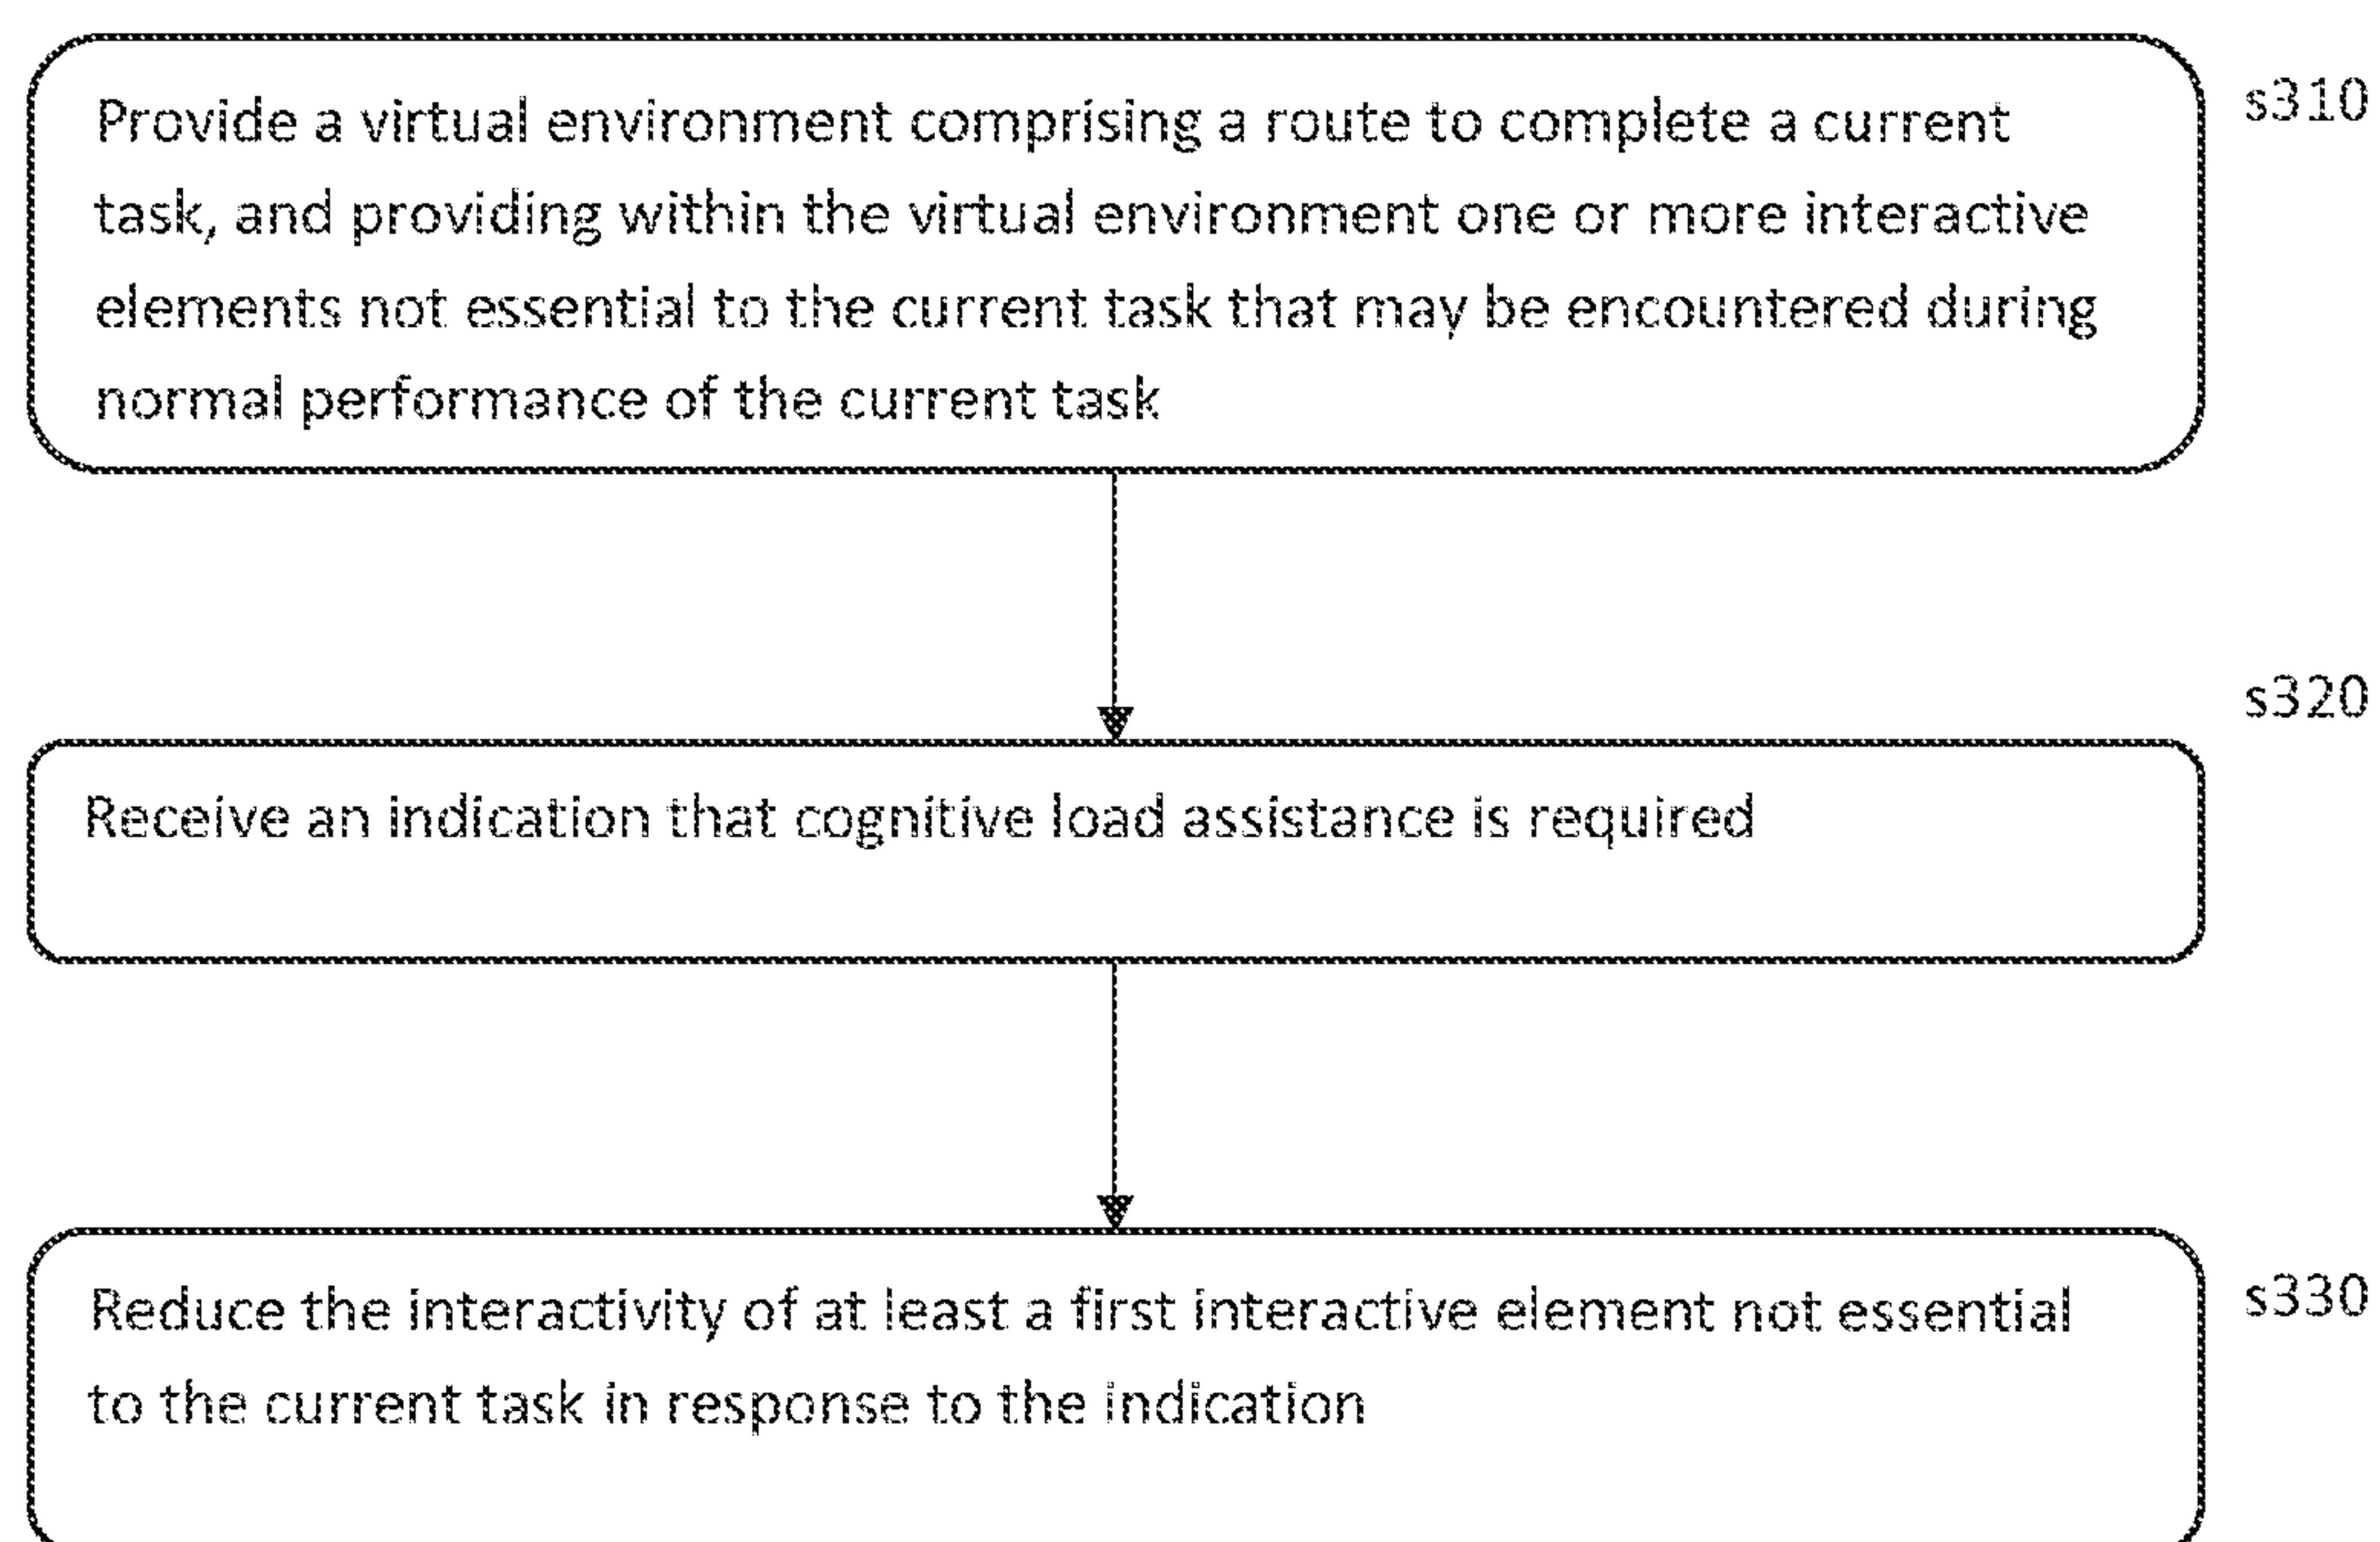 Provide a virtual environment comprising a route to complete a current
s310
task, and providing within the virtual environment one or more interactive
elements not essential to the current task that may be encountered during
normal performance of the current task
s320
Receive an indication that cognitive load assistance is required
Reduce the interactivity of at least a first interactive element not essential
s330
to the current task in response to the indication